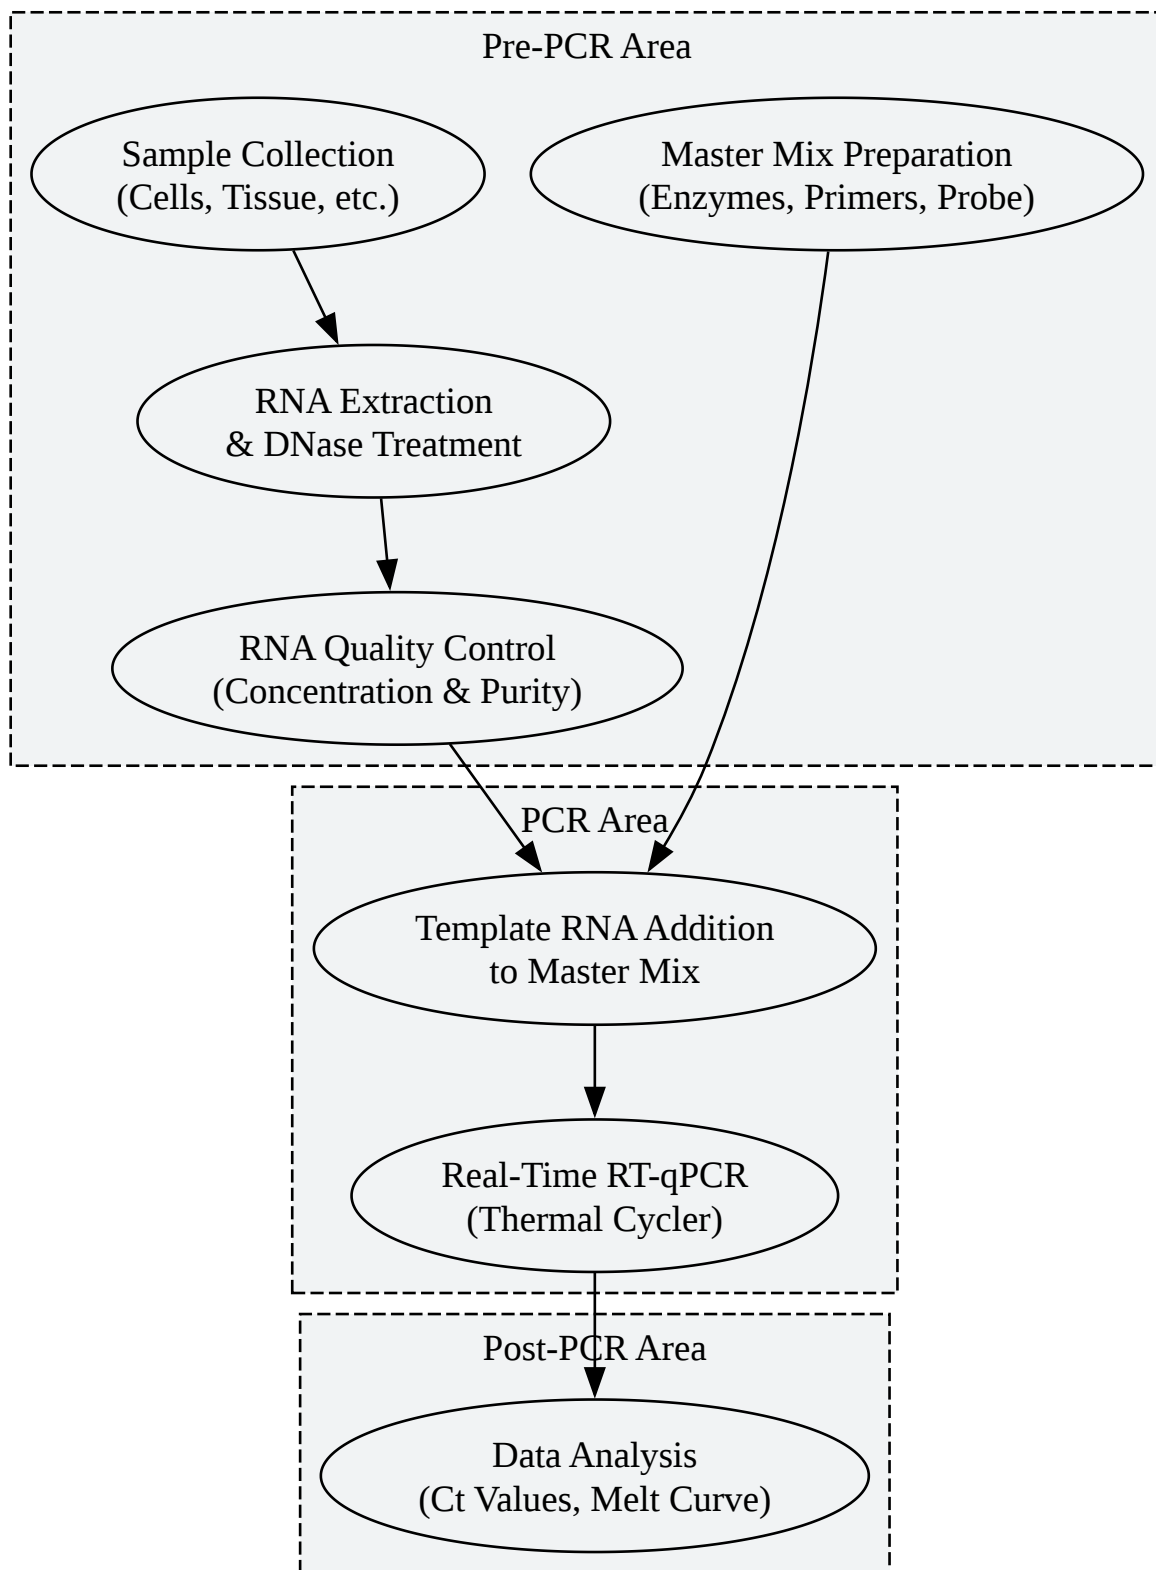 Pre-PCR Area
Sample Collection
(Cells, Tissue, etc.)
Master Mix Preparation
(Enzymes, Primers, Probe)
RNA Extraction
& DNase Treatment
RNA Quality Control
(Concentration & Purity)
PCR Area
Template RNA Addition
to Master Mix
Real-Time RT-qPCR
(Thermal Cycler)
Post-PCR Area
Data Analysis
(Ct Values, Melt Curve)